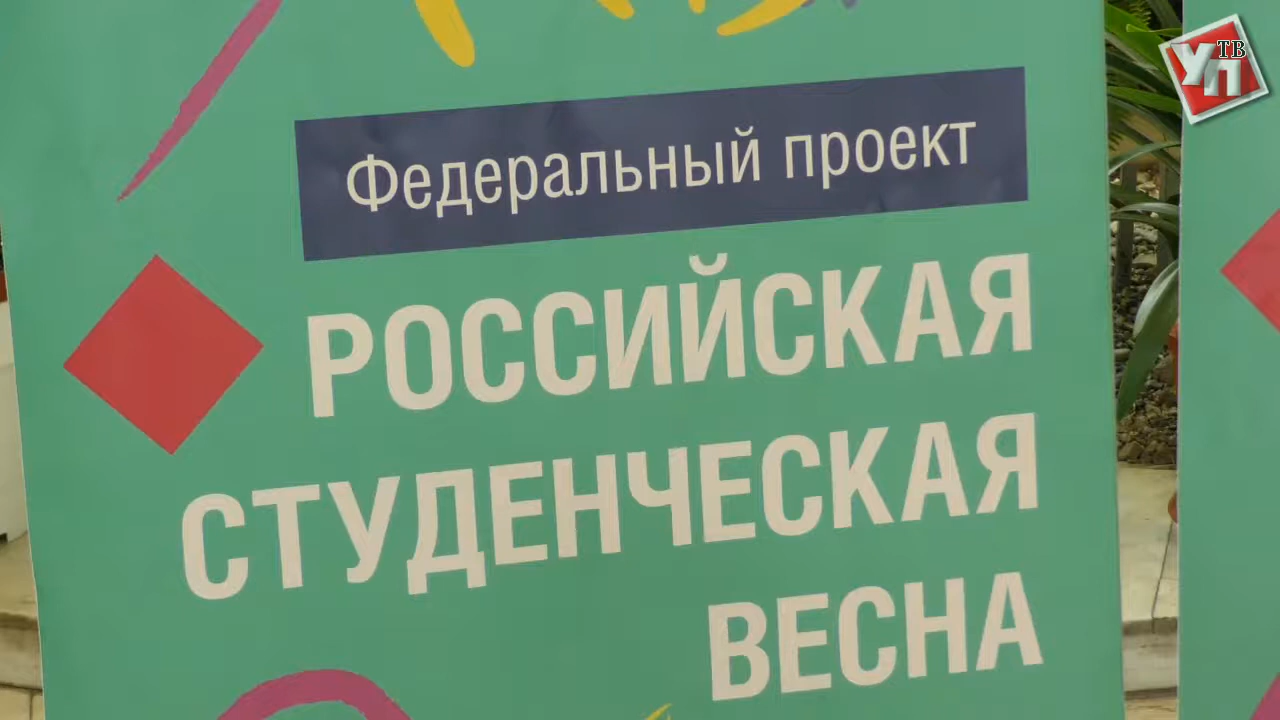 УП ТВ
Федеральный проект
РОССИЙСКАЯ
СТУДЕНЧЕСКАЯ
ВЕСНА